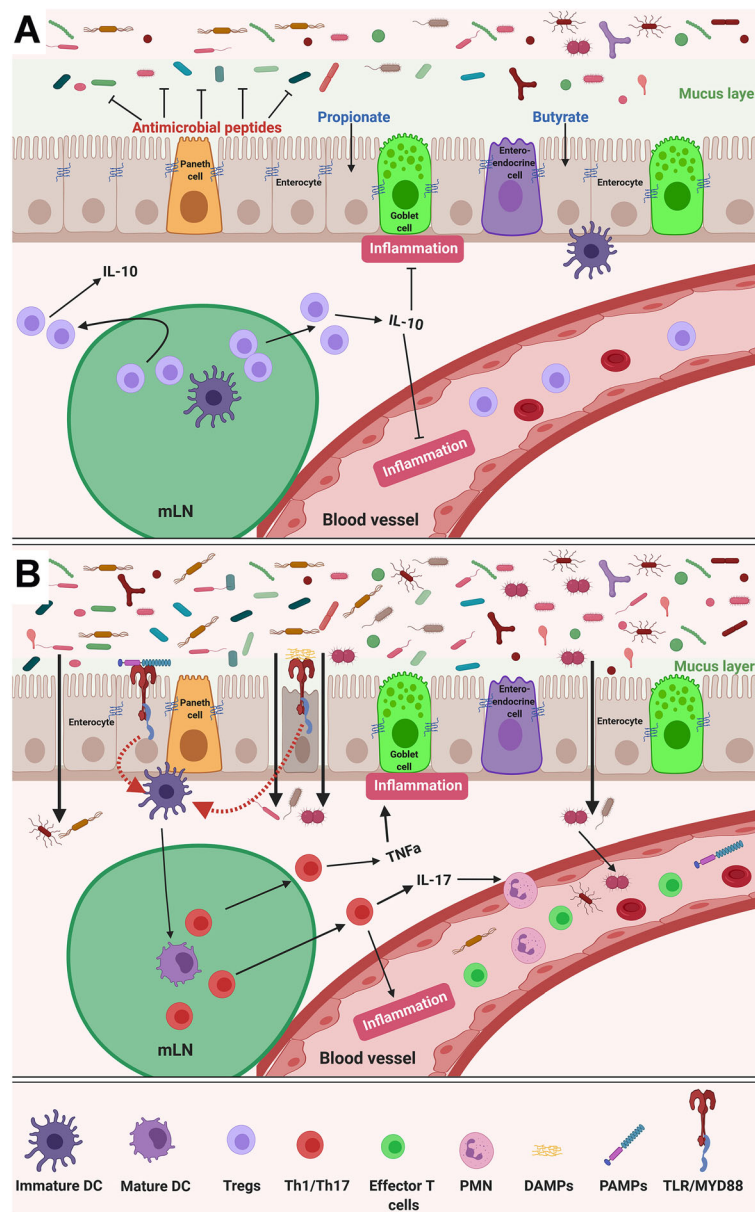 A
Mucus laye
Antimicrobial peptides
Propionate
Butyrate
Paneth
cell
Enterocyte
Goblet
cell
Entero-
endocrine
cell
Enterocyte
Inflammation
IL-10
IL-10
Inflammation
mLN
Blood vessel
B
Mucus layer
Enterocyte
Paneth
cell
Goblet
cell
Entero-
endocrine
cell
Enterocyte
Inflammation
TNFa
IL-17
Inflammation
mLN
Blood vessel
Immature DC
Mature DC
Tregs
Th1/Th17
Effector T
cells
PMN
DAMPs
PAMPs
TLR/MYD88